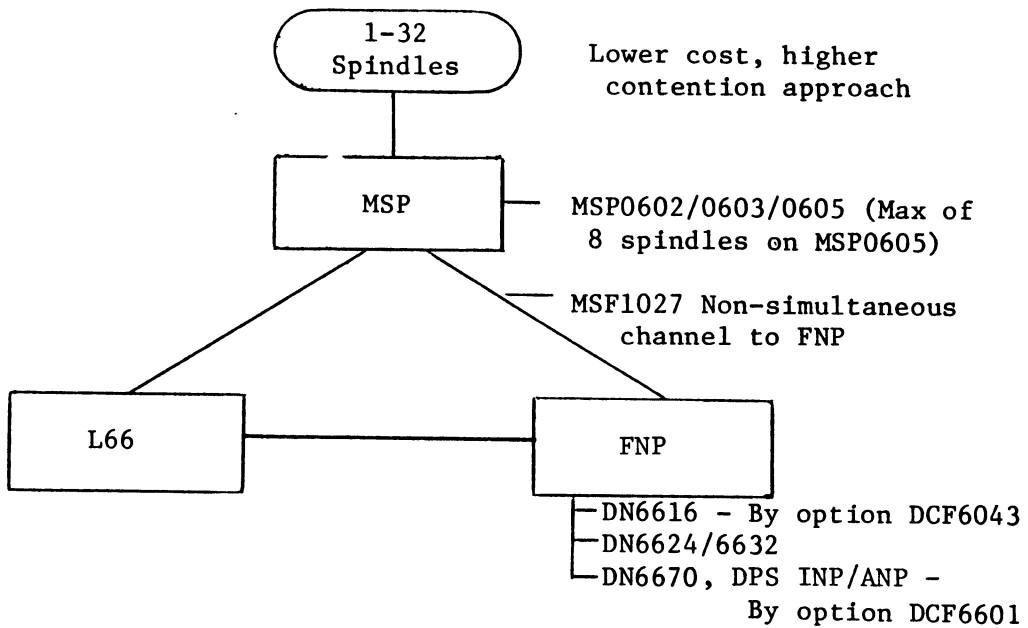 1-32
Spindles
Lower cost, higher
contention approach
MSP
MSP0602/0603/0605 (Max of
8 spindles on MSP0605)
MSF1027 Non-simultaneous
channel to FNP
L66
FNP
DN6616 - By option DCF6043
DN6624/6632
DN6670, DPS INP/ANP -
By option DCF6601